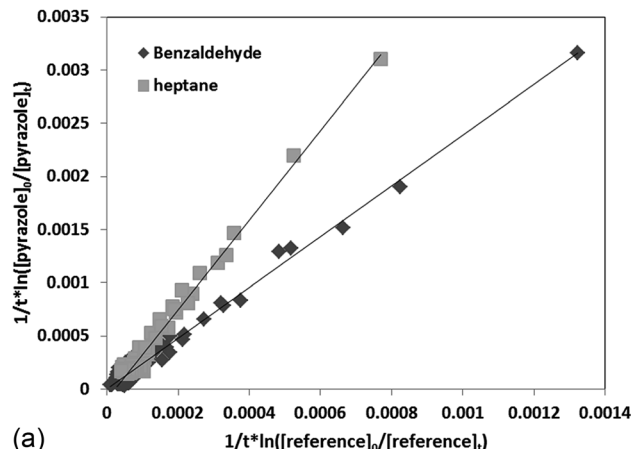 0.0035
0.003
0.0025
0.002
0.0015
0.001
0.0005
0
1/t*ln([pyrazole]₀/[pyrazole]ₜ)
Benzaldehyde
heptane
0 0.0002 0.0004 0.0006 0.0008 0.001 0.0012 0.0014
1/t*ln([reference]₀/[reference]ₜ)
(a)